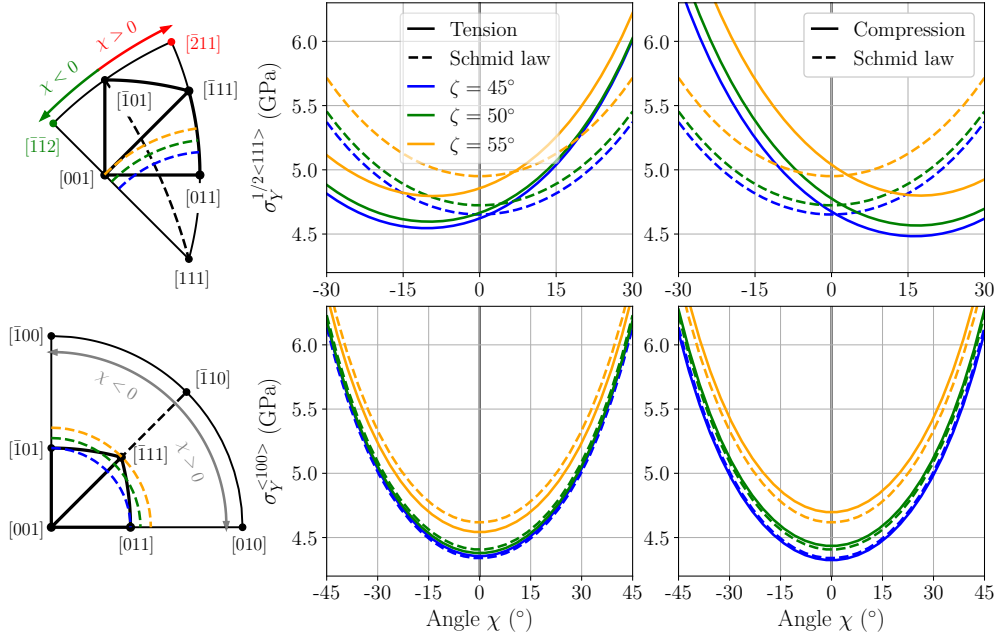 χ < 0
χ > 0
[2̄11]
[1̄01]
[1̄11]
[1̄1̄2]
[001]
[011]
[111]
σ_Y^{1/2<111>} (GPa)
6.0
5.5
5.0
4.5
Tension
Schmid law
ζ = 45°
ζ = 50°
ζ = 55°
-30 -15 0 15 30
Compression
Schmid law
-30 -15 0 15 30
[1̄00]
χ < 0
[1̄10]
[1̄01]
[1̄11]
χ > 0
[001]
[011]
[010]
σ_Y^{<100>} (GPa)
6.0
5.5
5.0
4.5
-45 -30 -15 0 15 30 45
Angle χ (°)
-45 -30 -15 0 15 30 45
Angle χ (°)